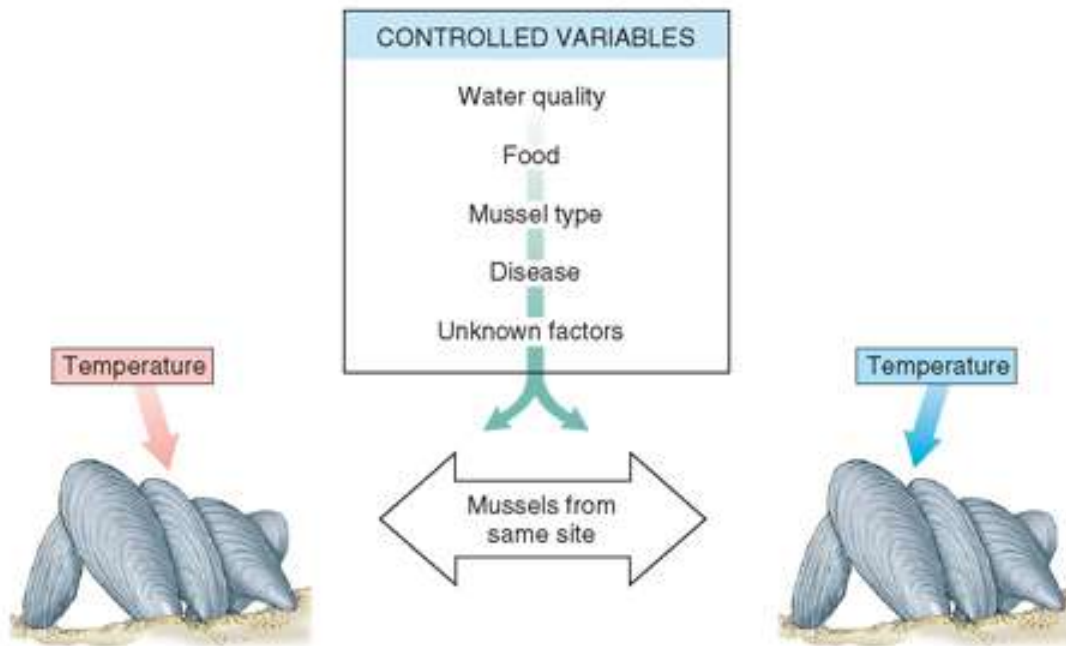 CONTROLLED VARIABLES
Water quality
Food
Mussel type
Disease
Unknown factors
Temperature
Temperature
Mussels from
same site